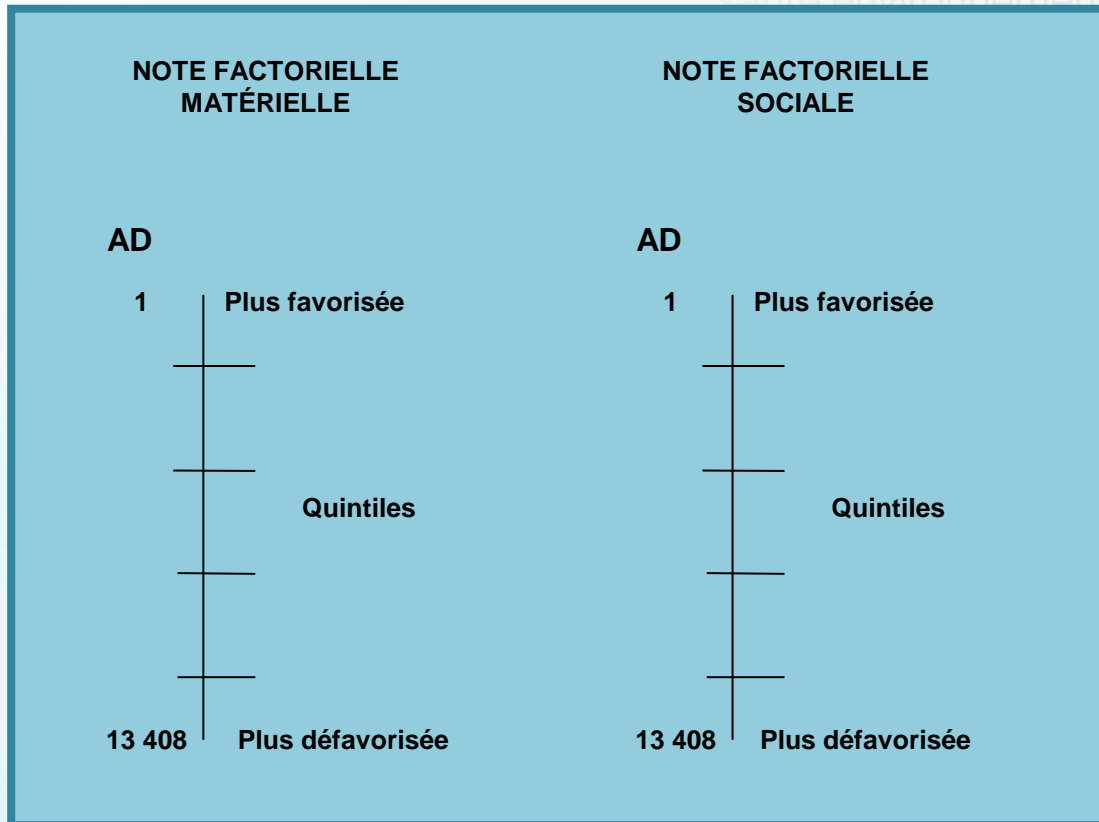 NOTE FACTORIELLE
MATÉRIELLE
AD
1 Plus favorisée
Quintiles
13 408 Plus défavorisée
NOTE FACTORIELLE
SOCIALE
AD
1 Plus favorisée
Quintiles
13 408 Plus défavorisée